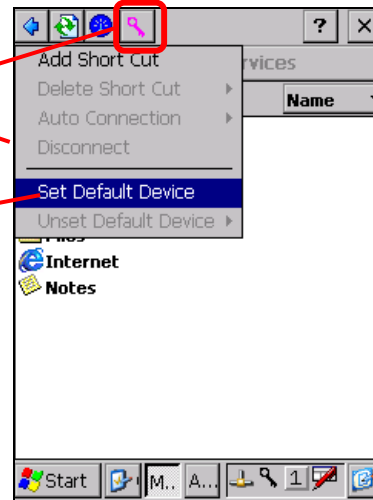 ?
Add Short Cut
rvices
Delete Short Cut
Name
Auto Connection
Disconnect
Set Default Device
Unset Default Device
Internet
Notes
Start M.. A... 1